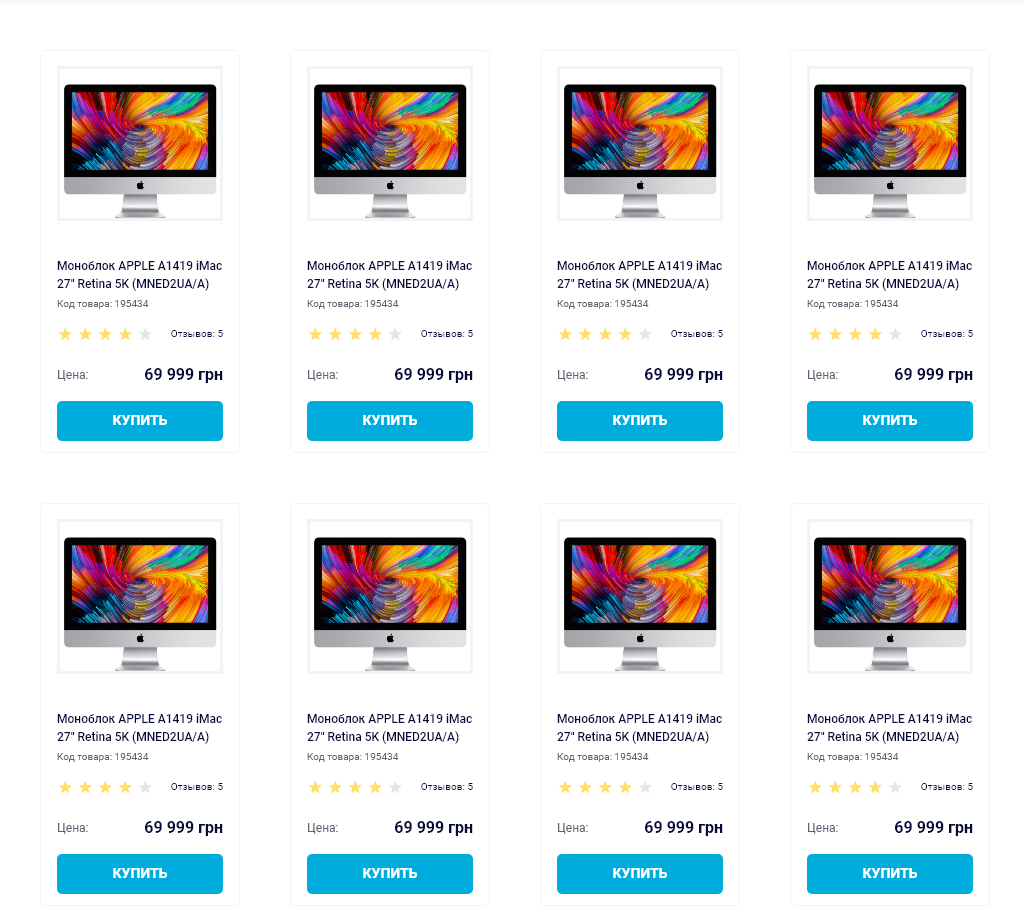 Моноблок APPLE A1419 iMac
27" Retina 5K (MNED2UA/A)
Код товара: 195434
Отзывов: 5
Цена: 69 999 грн
КУПИТЬ
Моноблок APPLE A1419 iMac
27" Retina 5K (MNED2UA/A)
Код товара: 195434
Отзывов: 5
Цена: 69 999 грн
КУПИТЬ
Моноблок APPLE A1419 iMac
27" Retina 5K (MNED2UA/A)
Код товара: 195434
Отзывов: 5
Цена: 69 999 грн
КУПИТЬ
Моноблок APPLE A1419 iMac
27" Retina 5K (MNED2UA/A)
Код товара: 195434
Отзывов: 5
Цена: 69 999 грн
КУПИТЬ
Моноблок APPLE A1419 iMac
27" Retina 5K (MNED2UA/A)
Код товара: 195434
Отзывов: 5
Цена: 69 999 грн
КУПИТЬ
Моноблок APPLE A1419 iMac
27" Retina 5K (MNED2UA/A)
Код товара: 195434
Отзывов: 5
Цена: 69 999 грн
КУПИТЬ
Моноблок APPLE A1419 iMac
27" Retina 5K (MNED2UA/A)
Код товара: 195434
Отзывов: 5
Цена: 69 999 грн
КУПИТЬ
Моноблок APPLE A1419 iMac
27" Retina 5K (MNED2UA/A)
Код товара: 195434
Отзывов: 5
Цена: 69 999 грн
КУПИТЬ